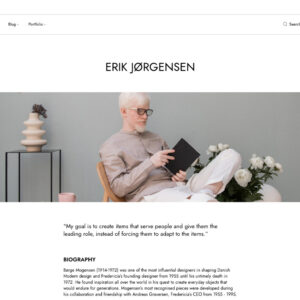 Blog
Portfolio
Search
ERIK JØRGENSEN
"My goal is to create items that serve people and give them the
leading role, instead of forcing them to adapt to the items."
BIOGRAPHY
Børge Mogensen (1914-1972) was one of the most influential designers in shaping Danish
Modern design and Fredericia's founding designer from 1955 until his untimely death in
1972. He found inspiration all over the world in his quest to create everyday objects that
would endure for generations. Mogensen's most recognised pieces were developed during
his collaboration and friendship with Andreas Graversen, Fredericia's CEO from 1955 - 1995.